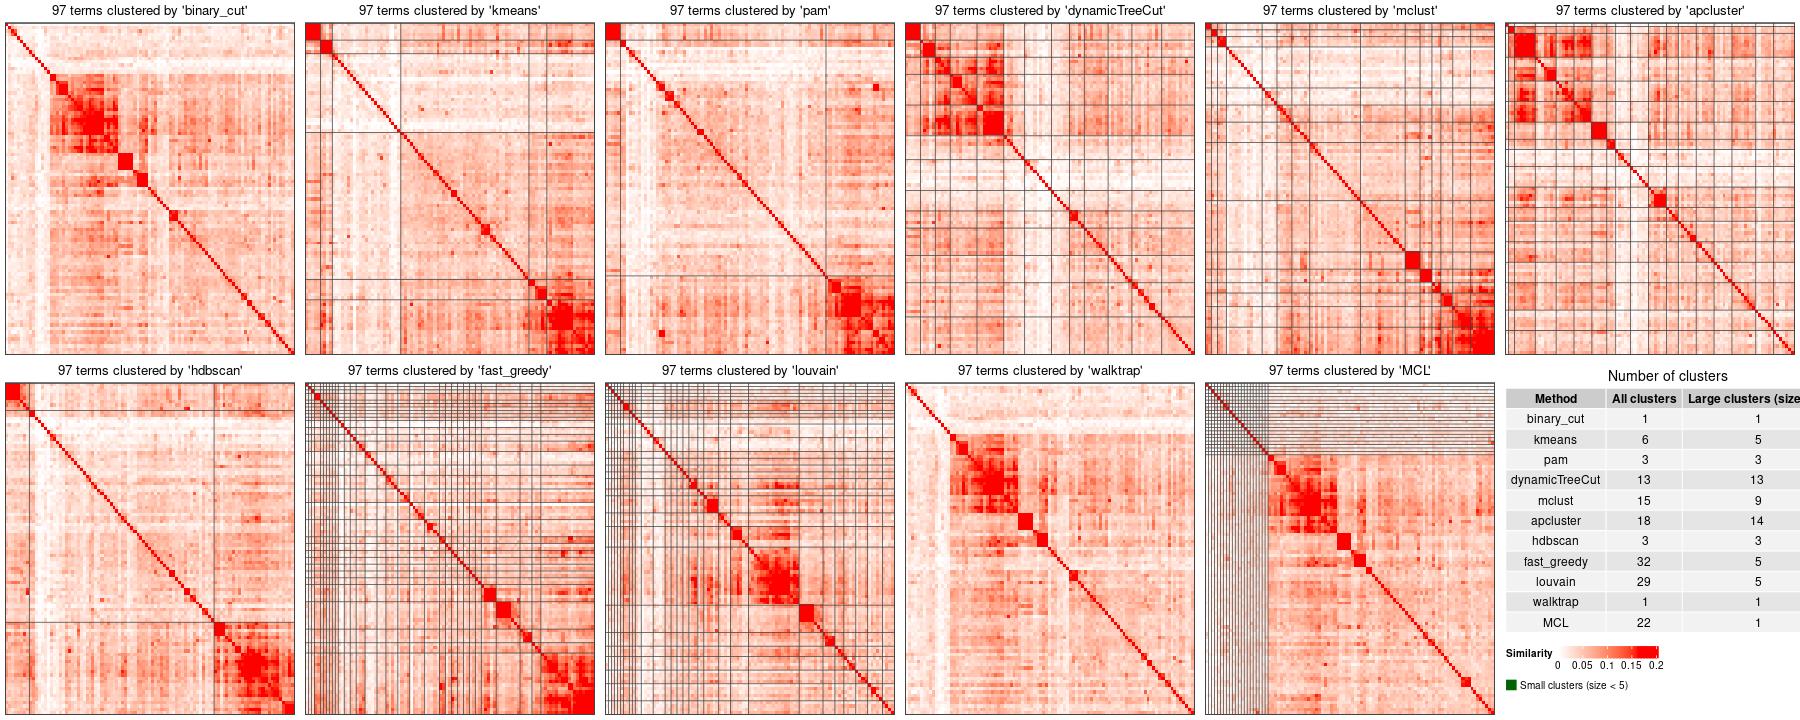 97 terms clustered by 'binary_cut'
97 terms clustered by 'kmeans'
97 terms clustered by 'pam'
97 terms clustered by 'dynamicTreeCut'
97 terms clustered by 'mclust'
97 terms clustered by 'apcluster'
97 terms clustered by 'hdbscan'
97 terms clustered by 'fast_greedy'
97 terms clustered by 'louvain'
97 terms clustered by 'walktrap'
97 terms clustered by 'MCL'
Number of clusters
Method All clusters Large clusters (size
binary_cut 1 1
kmeans 6 5
pam 3 3
dynamicTreeCut 13 13
mclust 15 9
apcluster 18 14
hdbscan 3 3
fast_greedy 32 5
louvain 29 5
walktrap 1 1
MCL 22 1
Similarity
0 0.05 0.1 0.15 0.2
Small clusters (size < 5)